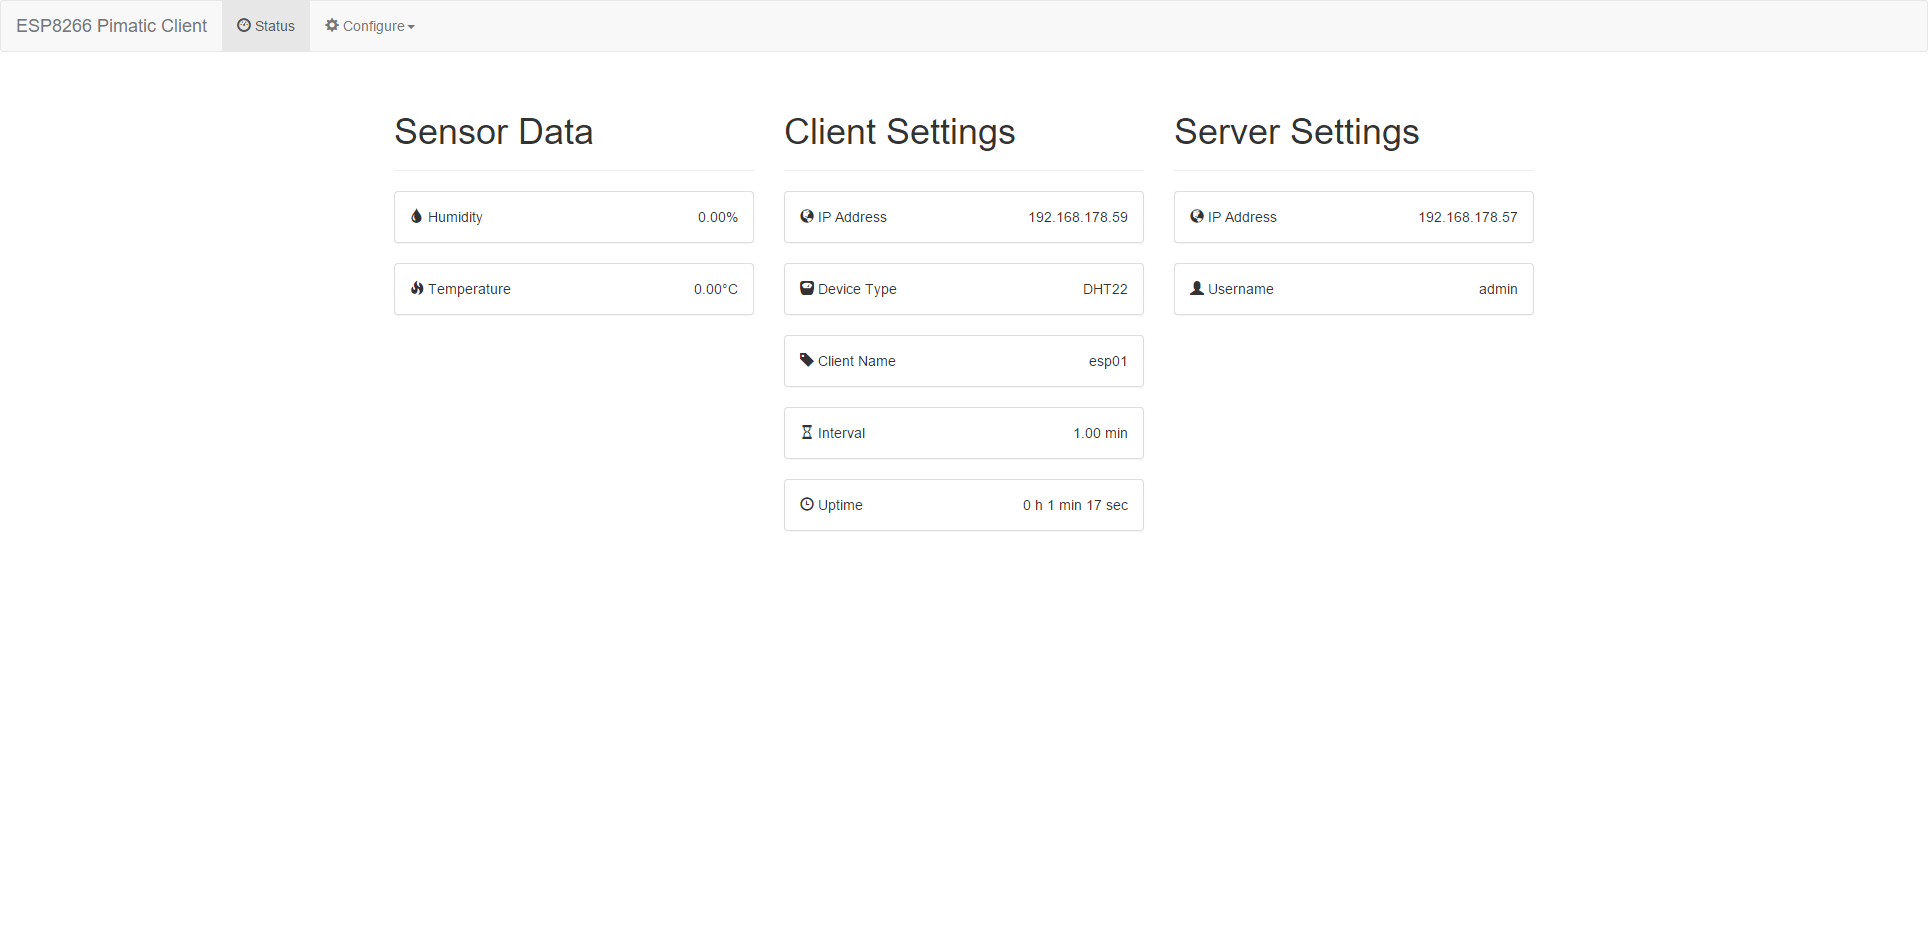 ESP8266 Pimatic Client Status Configure
Sensor Data
Humidity 0.00%
Temperature 0.00°C
Client Settings
IP Address 192.168.178.59
Device Type DHT22
Client Name esp01
Interval 1.00 min
Uptime 0 h 1 min 17 sec
Server Settings
IP Address 192.168.178.57
Username admin